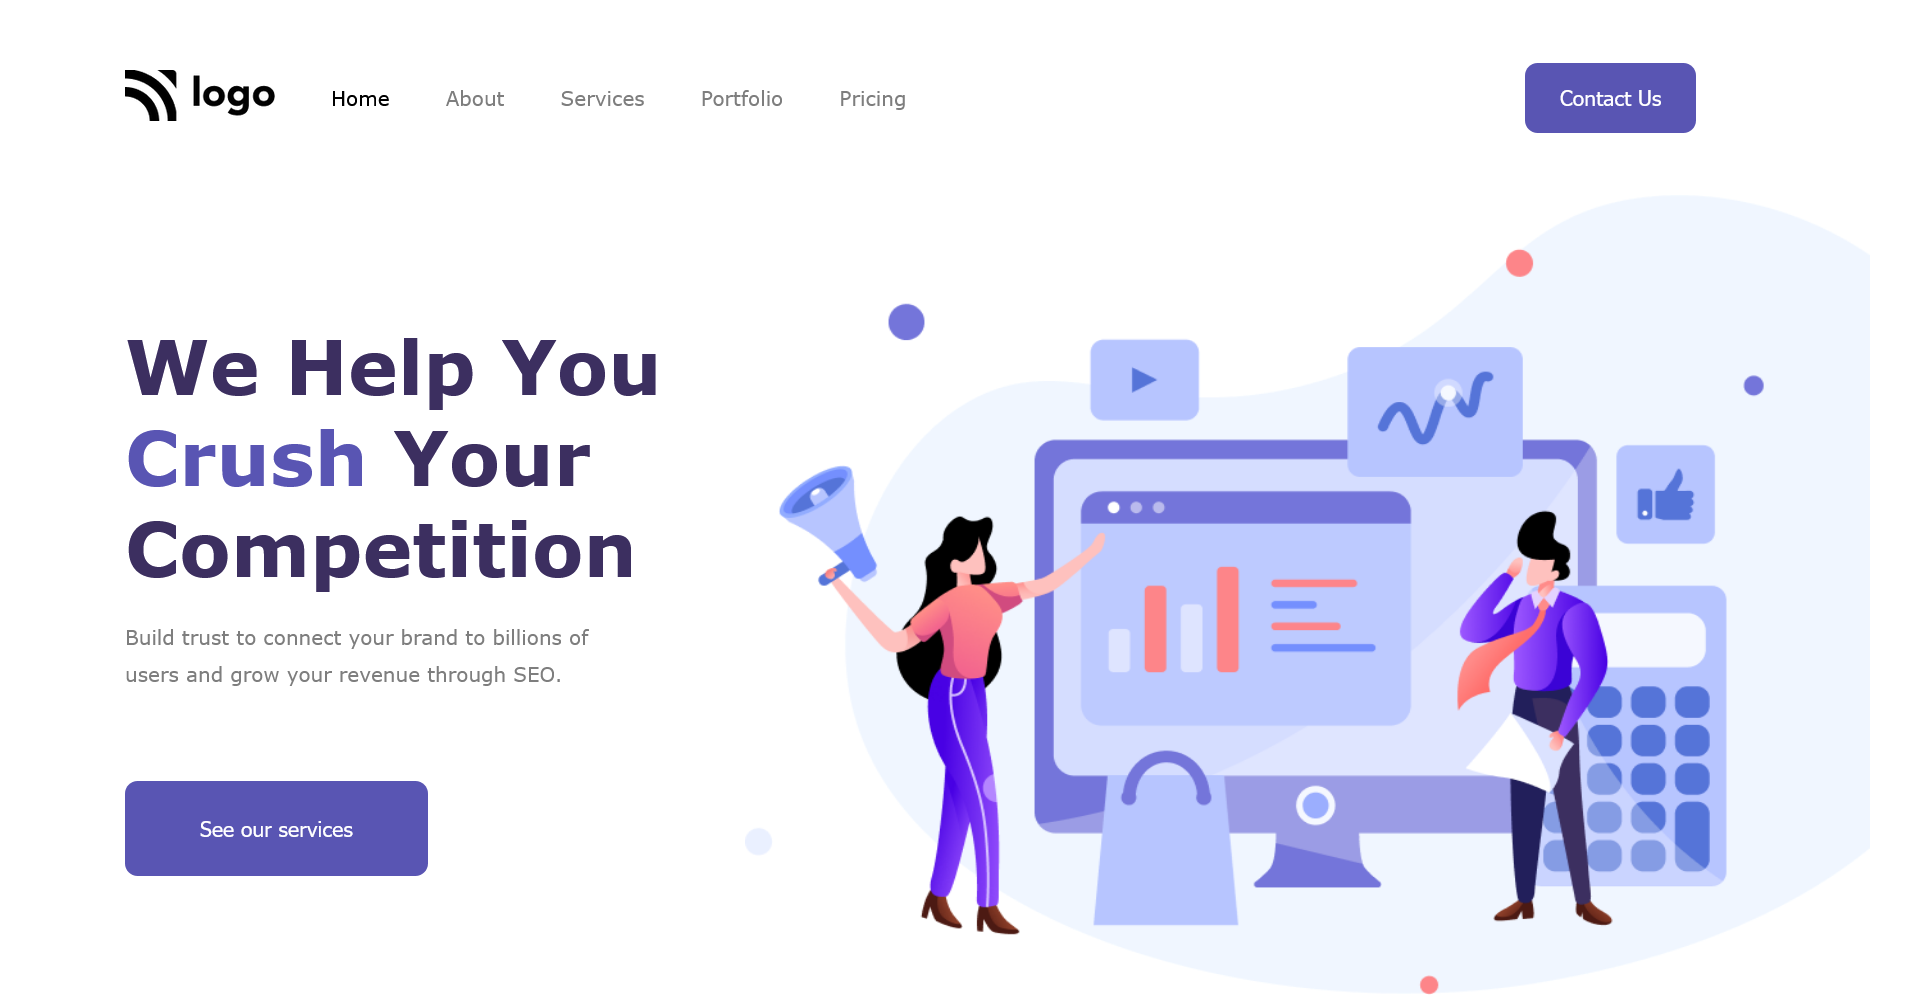 logo
Home About Services Portfolio Pricing
Contact Us
We Help You
Crush Your
Competition
Build trust to connect your brand to billions of
users and grow your revenue through SEO.
See our services